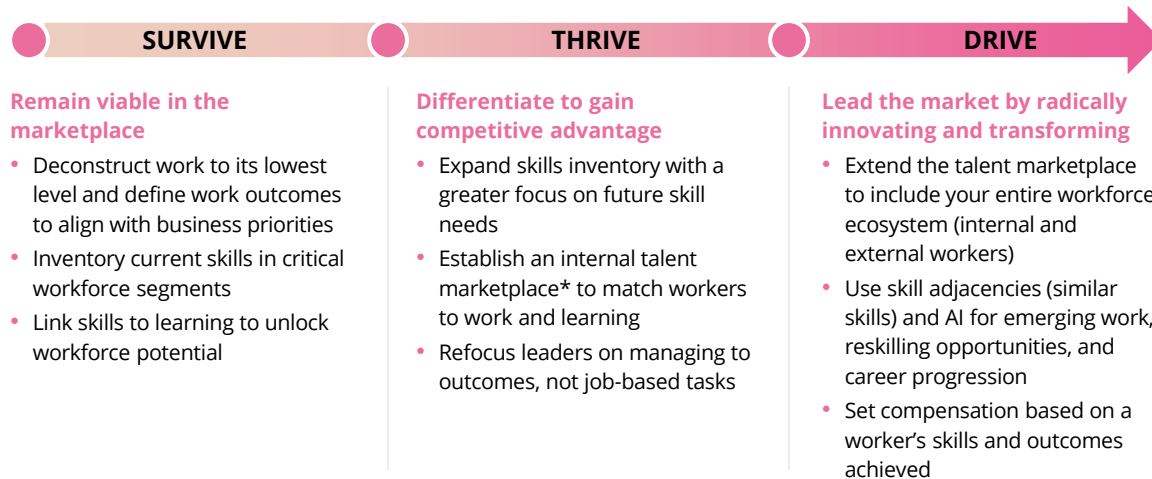 SURVIVE
THRIVE
DRIVE
Remain viable in the
marketplace
• Deconstruct work to its lowest
level and define work outcomes
to align with business priorities
• Inventory current skills in critical
workforce segments
• Link skills to learning to unlock
workforce potential
Differentiate to gain
competitive advantage
• Expand skills inventory with a
greater focus on future skill
needs
• Establish an internal talent
marketplace* to match workers
to work and learning
• Refocus leaders on managing to
outcomes, not job-based tasks
Lead the market by radically
innovating and transforming
• Extend the talent marketplace
to include your entire workforce
ecosystem (internal and
external workers)
• Use skill adjacencies (similar
skills) and AI for emerging work,
reskilling opportunities, and
career progression
• Set compensation based on a
worker’s skills and outcomes
achieved